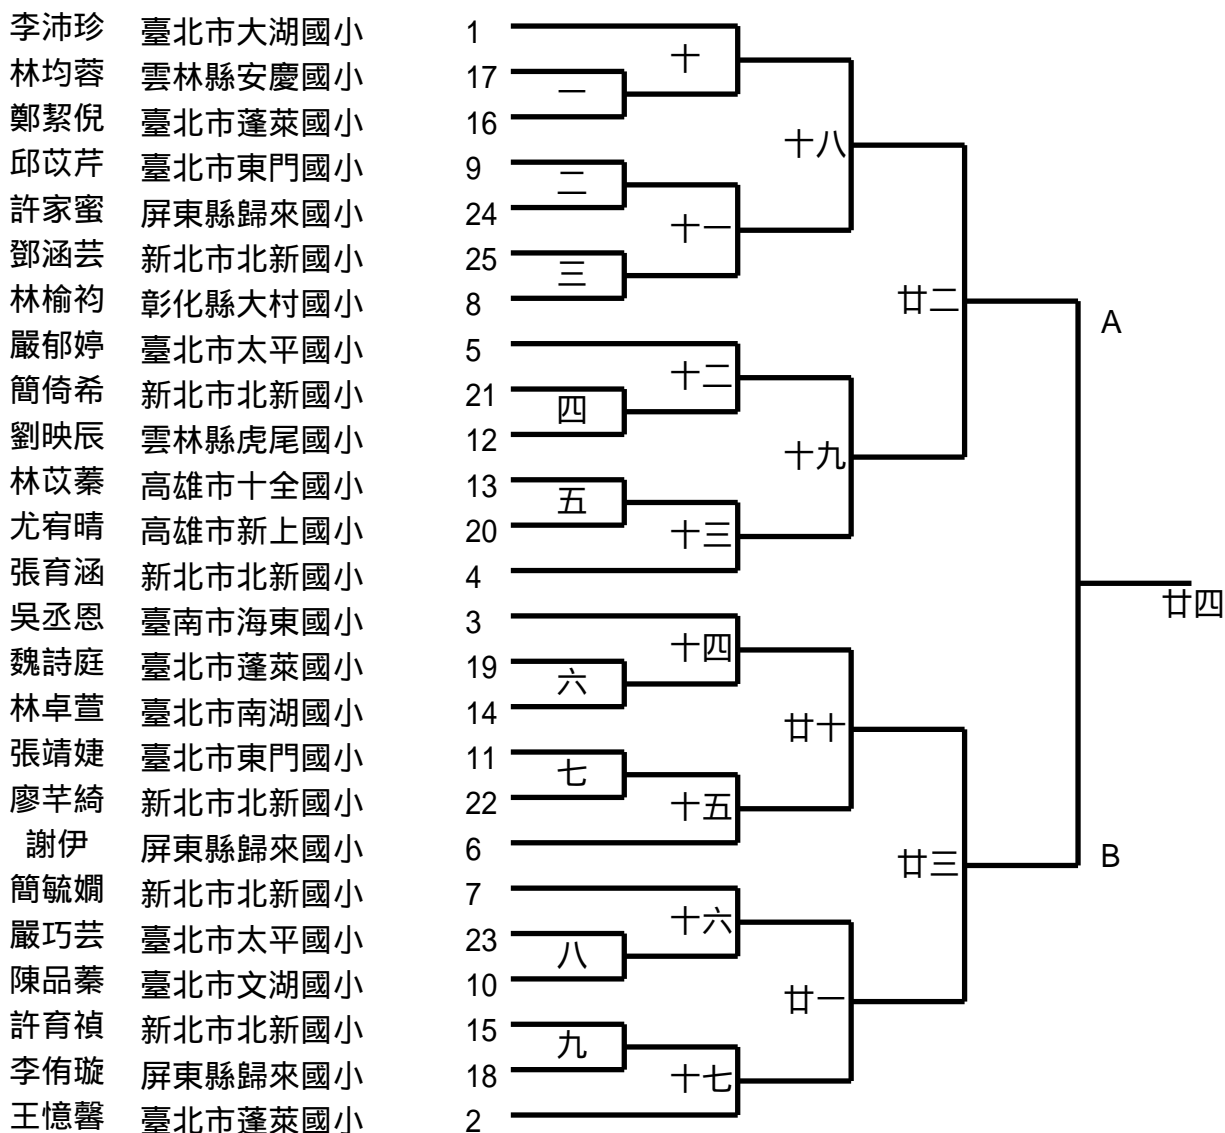 李沛珍 臺北市大湖國小 1
十
林均蓉 雲林縣安慶國小 17
一
鄭絜倪 臺北市蓬萊國小 16
十八
邱苡芹 臺北市東門國小 9
二
許家蜜 屏東縣歸來國小 24
十一
鄧涵芸 新北市北新國小 25
三
林榆袀 彰化縣大村國小 8
廿二
A
嚴郁婷 臺北市太平國小 5
十二
簡倚希 新北市北新國小 21
四
劉映辰 雲林縣虎尾國小 12
十九
林苡蓁 高雄市十全國小 13
五
尤宥晴 高雄市新上國小 20
十三
張育涵 新北市北新國小 4
廿四
吳丞恩 臺南市海東國小 3
十四
魏詩庭 臺北市蓬萊國小 19
六
林卓萱 臺北市南湖國小 14
廿十
張靖婕 臺北市東門國小 11
七
廖芊綺 新北市北新國小 22
十五
謝伊 屏東縣歸來國小 6
B
廿三
簡毓嫺 新北市北新國小 7
十六
嚴巧芸 臺北市太平國小 23
八
陳品蓁 臺北市文湖國小 10
廿一
許育禎 新北市北新國小 15
九
李侑璇 屏東縣歸來國小 18
十七
王憶馨 臺北市蓬萊國小 2